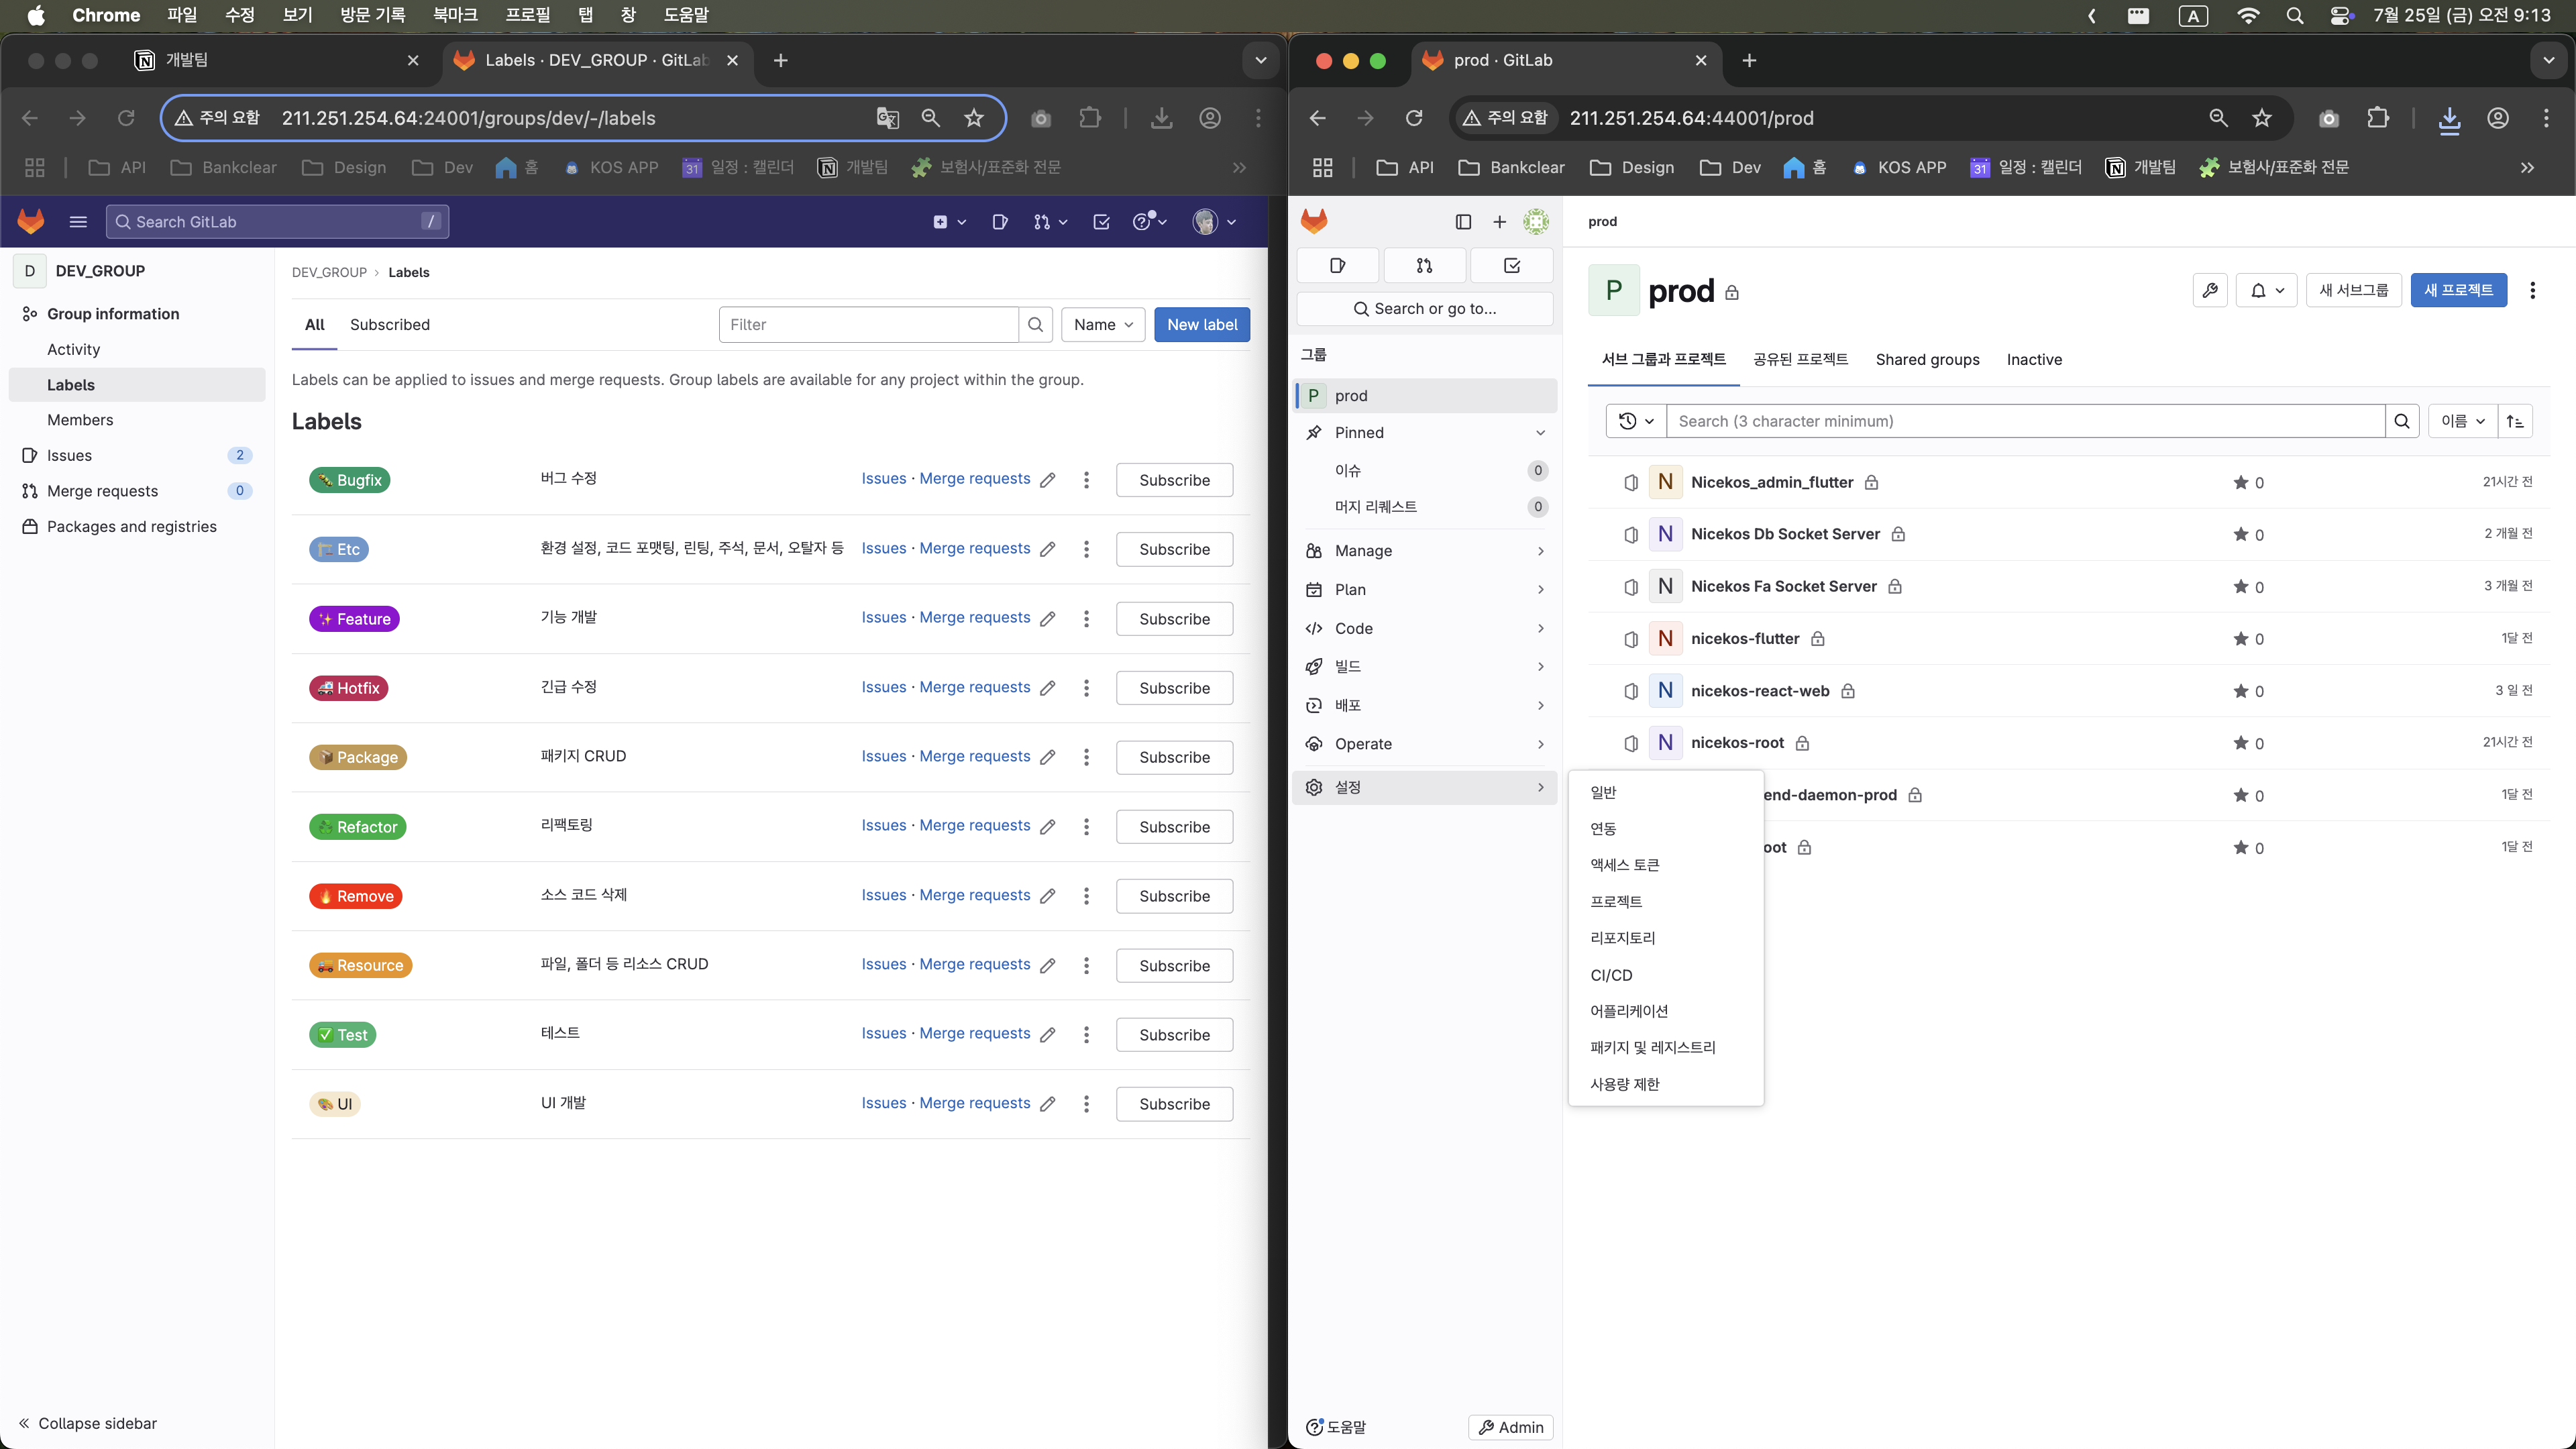 Chrome 파일 수정 보기 방문 기록 북마크 프로필 탭 창 도움말 A 7월 25일 (금) 오전 9:13
개발팀
Labels · DEV_GROUP · GitLab
주의 요함 211.251.254.64:24001/groups/dev/-/labels
API Bankclear Design Dev 홈 KOS APP 31 일정 : 캘린더 개발팀 보험사/표준화 전문
Search GitLab /
D DEV_GROUP
Group information
Activity
Labels
Members
Issues 2
Merge requests 0
Packages and registries
Collapse sidebar
DEV_GROUP > Labels
All Subscribed Filter Name New label
Labels can be applied to issues and merge requests. Group labels are available for any project within the group.
Labels
Bugfix 버그 수정 Issues · Merge requests Subscribe
Etc 환경 설정, 코드 포맷팅, 린팅, 주석, 문서, 오탈자 등 Issues · Merge requests Subscribe
Feature 기능 개발 Issues · Merge requests Subscribe
Hotfix 긴급 수정 Issues · Merge requests Subscribe
Package 패키지 CRUD Issues · Merge requests Subscribe
Refactor 리팩토링 Issues · Merge requests Subscribe
Remove 소스 코드 삭제 Issues · Merge requests Subscribe
Resource 파일, 폴더 등 리소스 CRUD Issues · Merge requests Subscribe
Test 테스트 Issues · Merge requests Subscribe
UI UI 개발 Issues · Merge requests Subscribe
prod · GitLab
주의 요함 211.251.254.64:44001/prod
API Bankclear Design Dev 홈 KOS APP 31 일정 : 캘린더 개발팀 보험사/표준화 전문
Search or go to...
그룹
P prod
Pinned
이슈 0
머지 리퀘스트 0
Manage
Plan
Code
빌드
배포
Operate
설정
일반
연동
액세스 토큰
프로젝트
리포지토리
CI/CD
어플리케이션
패키지 및 레지스트리
사용량 제한
도움말 Admin
prod
P prod 새 서브그룹 새 프로젝트
서브 그룹과 프로젝트 공유된 프로젝트 Shared groups Inactive
Search (3 character minimum) 이름
N Nicekos_admin_flutter 0 21시간 전
N Nicekos Db Socket Server 0 2 개월 전
N Nicekos Fa Socket Server 0 3 개월 전
N nicekos-flutter 0 1달 전
N nicekos-react-web 0 3 일 전
N nicekos-root 0 21시간 전
end-daemon-prod 0 1달 전
oot 0 1달 전